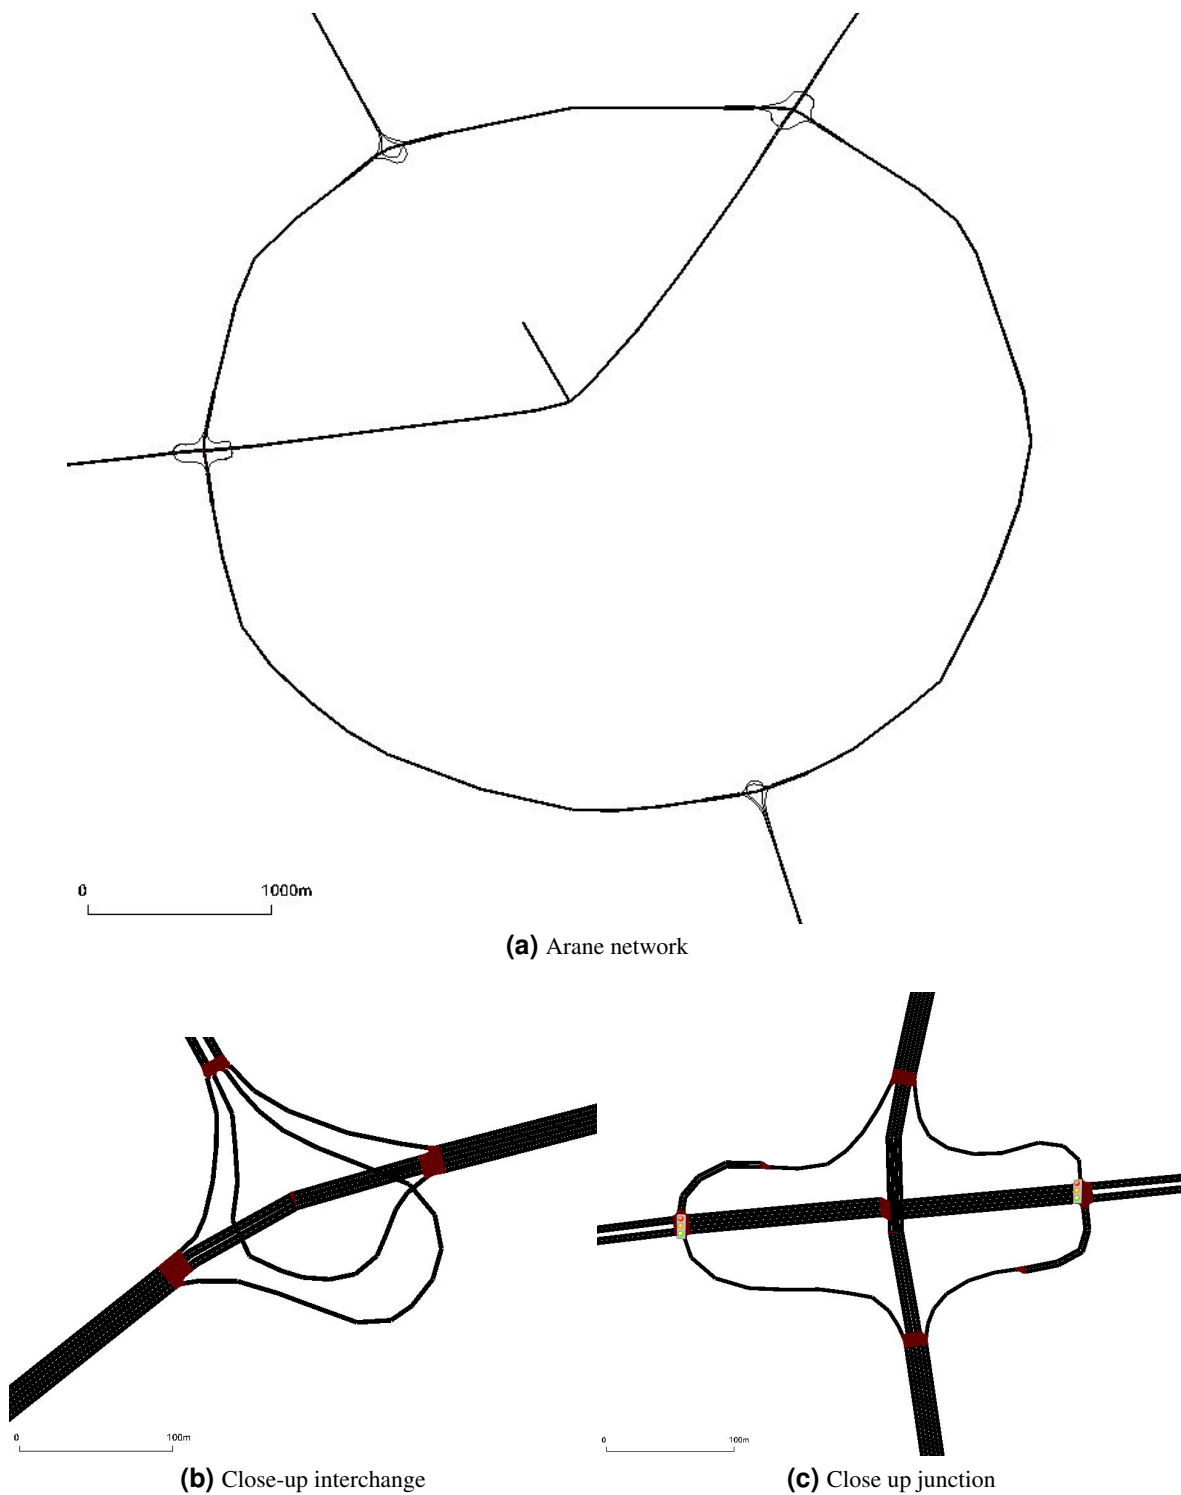 0 1000m
(a) Arane network
0 100m
(b) Close-up interchange
0 100m
(c) Close up junction